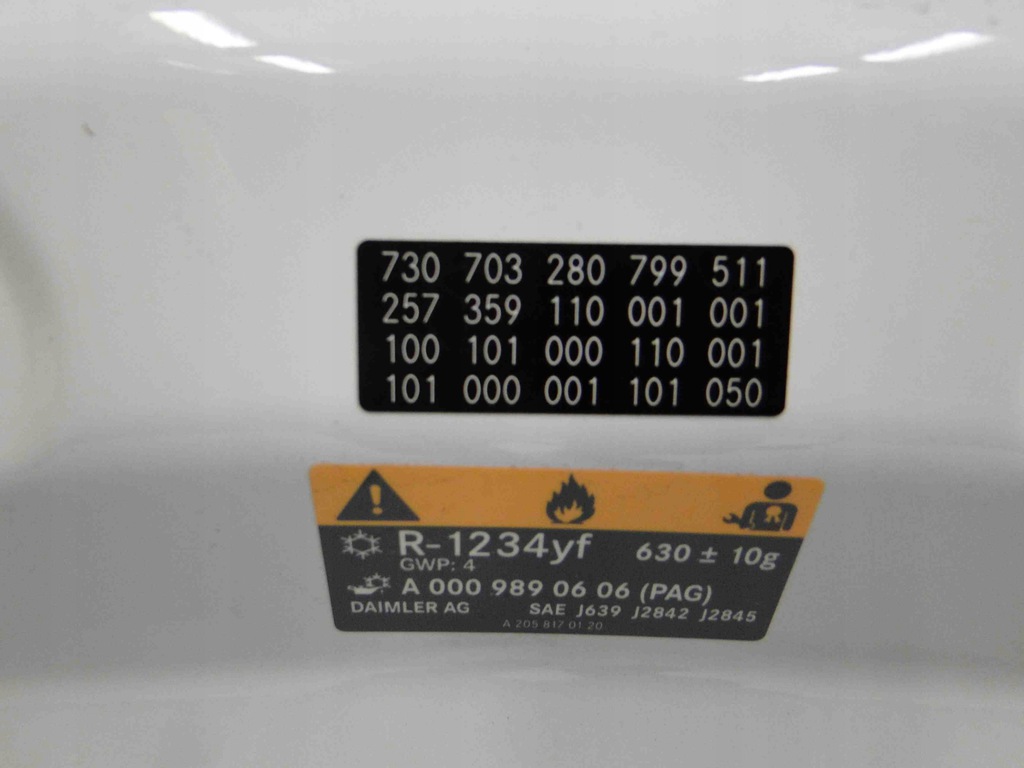 730 703 280 799 511
257 359 110 001 001
100 101 000 110 001
101 000 001 101 050
R-1234yf 630 ± 10g
GWP: 4
A 000 989 06 06 (PAG)
DAIMLER AG SAE J639 J2842 J2845
A 205 817 01 20